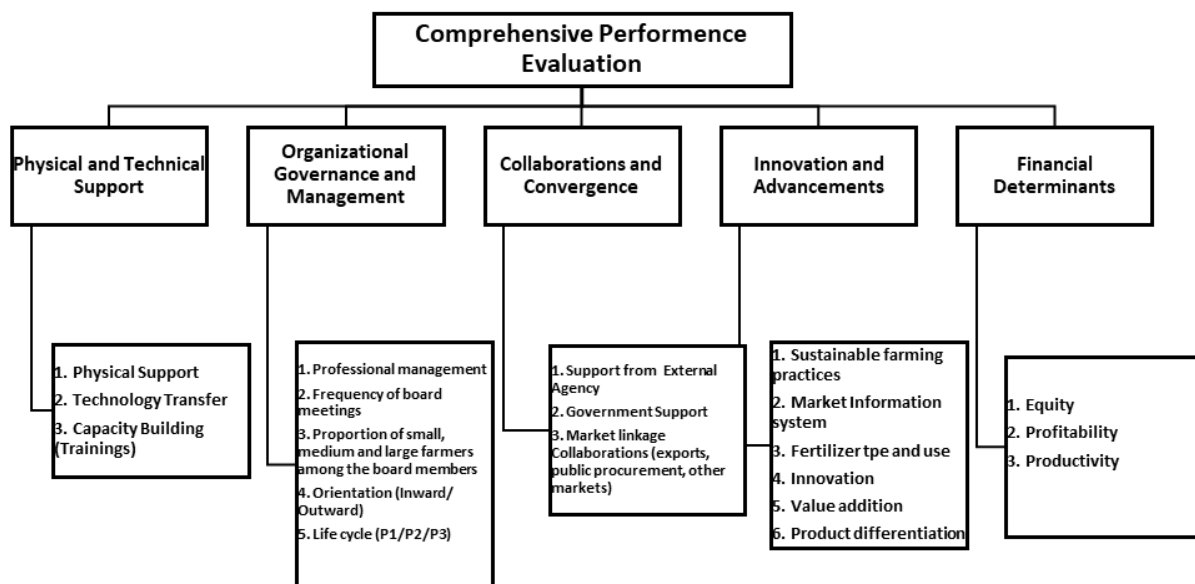 Comprehensive Performence
Evaluation
Physical and Technical
Support
Organizational
Governance and
Management
Collaborations and
Convergence
Innovation and
Advancements
Financial
Determinants
1. Physical Support
2. Technology Transfer
3. Capacity Building
(Trainings)
1. Professional management
2. Frequency of board
meetings
3. Proportion of small,
medium and large farmers
among the board members
4. Orientation (Inward/
Outward)
5. Life cycle (P1/P2/P3)
1. Support from External
Agency
2. Government Support
3. Market linkage
Collaborations (exports,
public procurement, other
markets)
1. Sustainable farming
practices
2. Market Information
system
3. Fertilizer tpe and use
4. Innovation
5. Value addition
6. Product differentiation
1. Equity
2. Profitability
3. Productivity